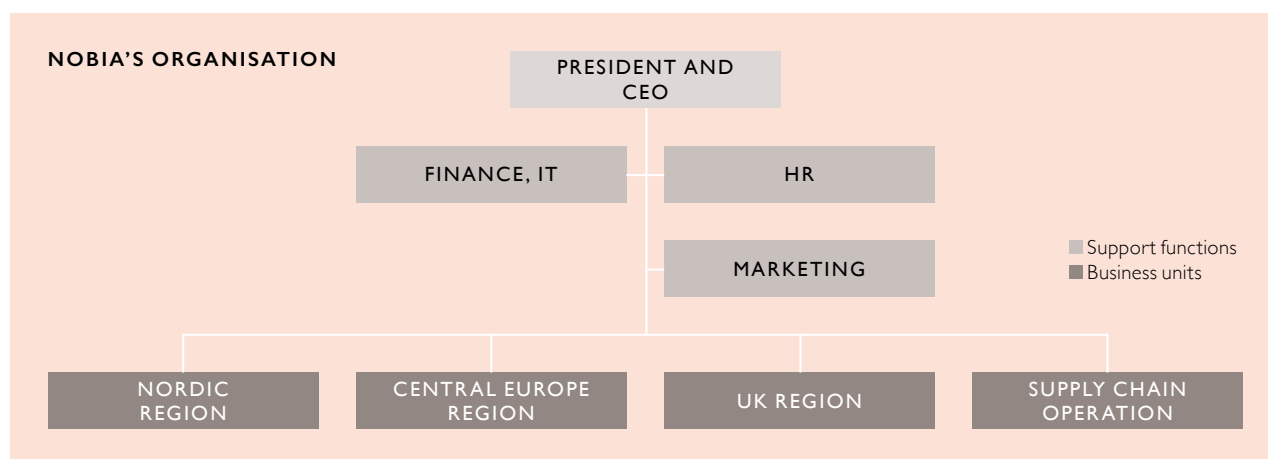 NOBIA’S ORGANISATION
PRESIDENT AND
CEO
FINANCE, IT
HR
MARKETING
Support functions
Business units
NORDIC
REGION
CENTRAL EUROPE
REGION
UK REGION
SUPPLY CHAIN
OPERATION